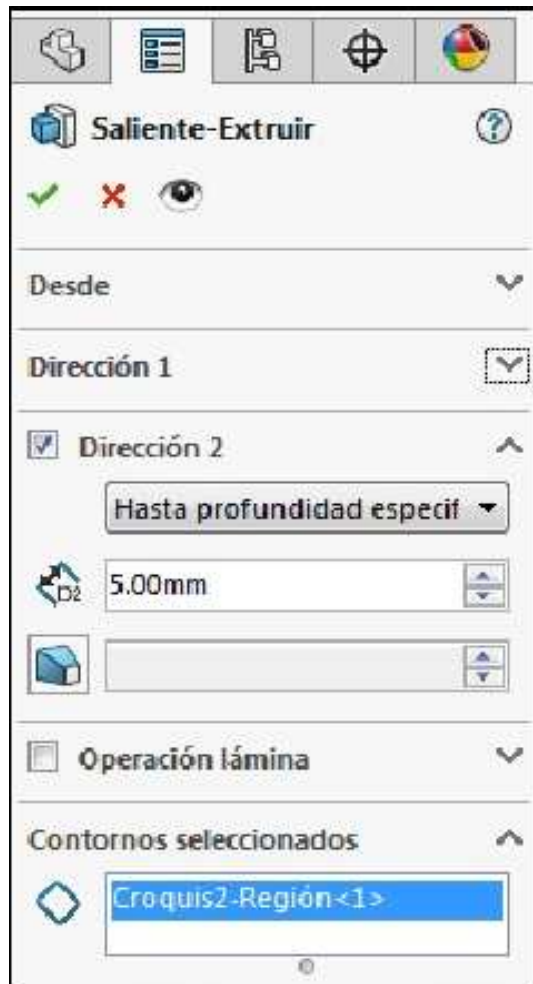 Saliente-Extruir
Desde
Dirección 1
Dirección 2
Hasta profundidad especif
D2
5.00mm
Operación lámina
Contornos seleccionados
Croquis2-Región<1>